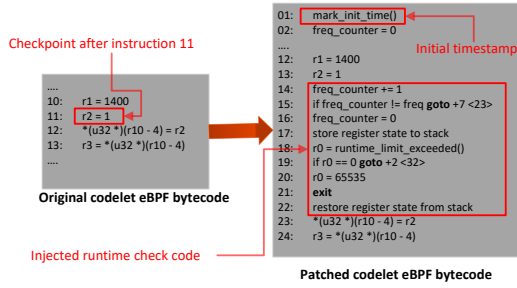 Checkpoint after instruction 11
....
10: r1 = 1400
11: r2 = 1
12: *(u32 *)(r10 - 4) = r2
13: r3 = *(u32 *)(r10 - 4)
....
Original codelet eBPF bytecode
Injected runtime check code
01: mark_init_time()
02: freq_counter = 0
....
Initial timestamp
12: r1 = 1400
13: r2 = 1
14: freq_counter += 1
15: if freq_counter != freq goto +7 <23>
16: freq_counter = 0
17: store register state to stack
18: r0 = runtime_limit_exceeded()
19: if r0 == 0 goto +2 <32>
20: r0 = 65535
21: exit
22: restore register state from stack
23: *(u32 *)(r10 - 4) = r2
24: r3 = *(u32 *)(r10 - 4)
Patched codelet eBPF bytecode